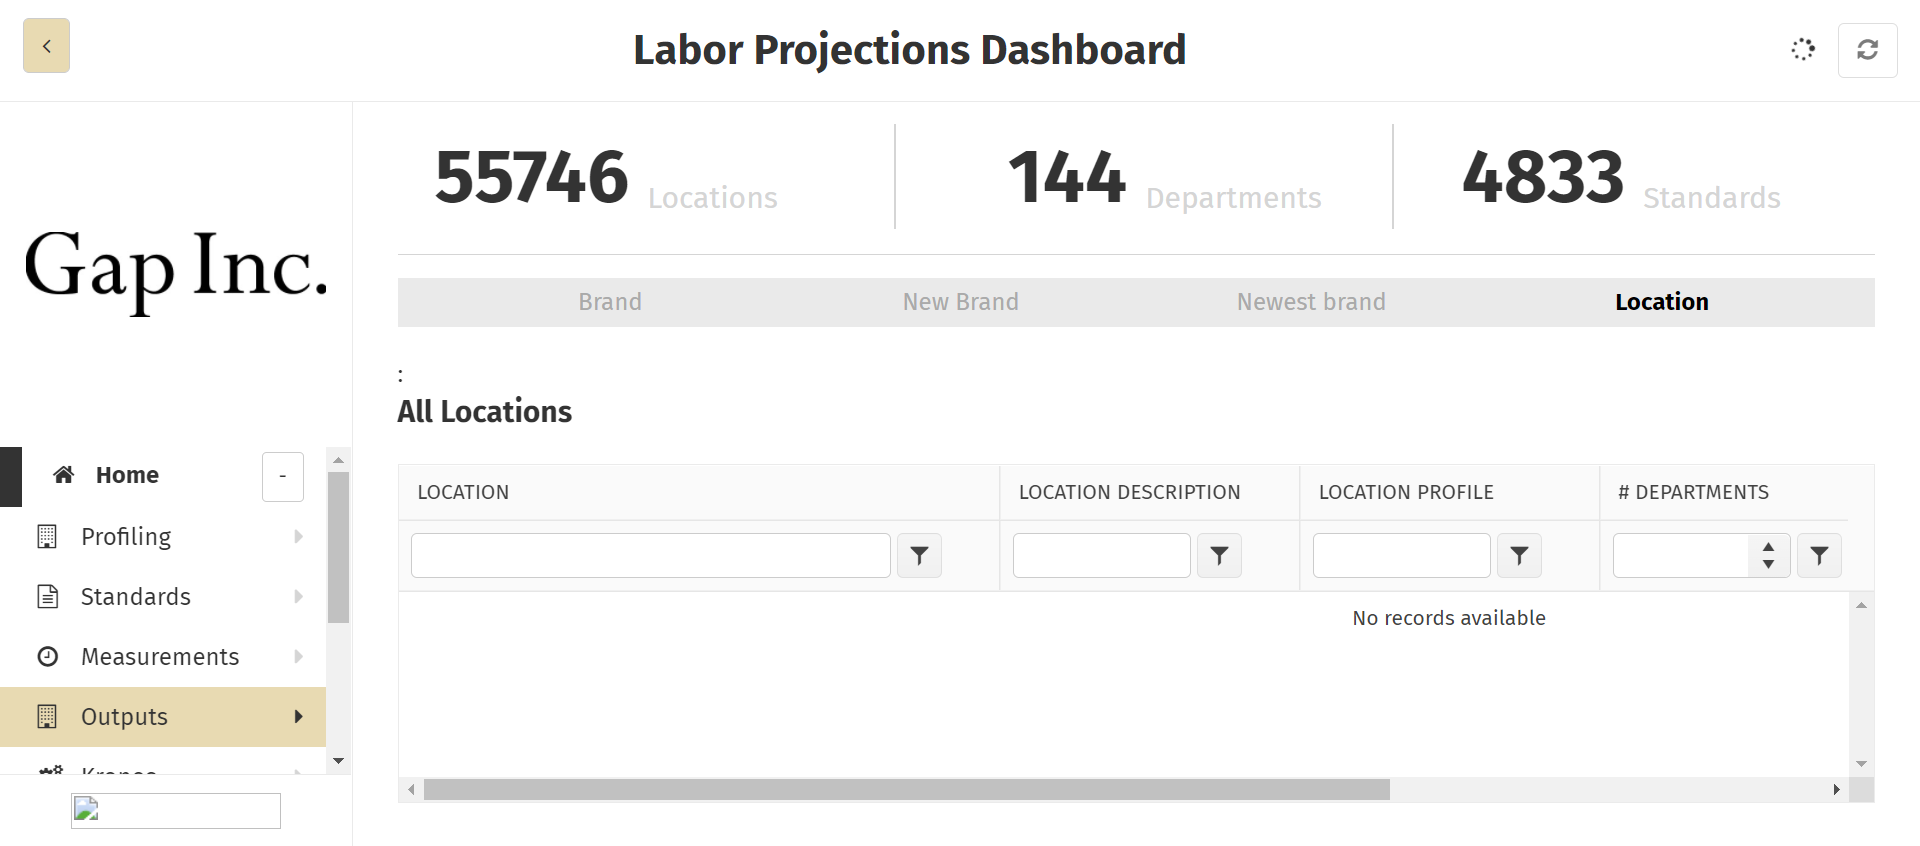 Labor Projections Dashboard
55746 Locations
144 Departments
4833 Standards
Gap Inc.
Brand
New Brand
Newest brand
Location
:
All Locations
Home
-
Profiling
Standards
Measurements
Outputs
LOCATION
LOCATION DESCRIPTION
LOCATION PROFILE
# DEPARTMENTS
No records available